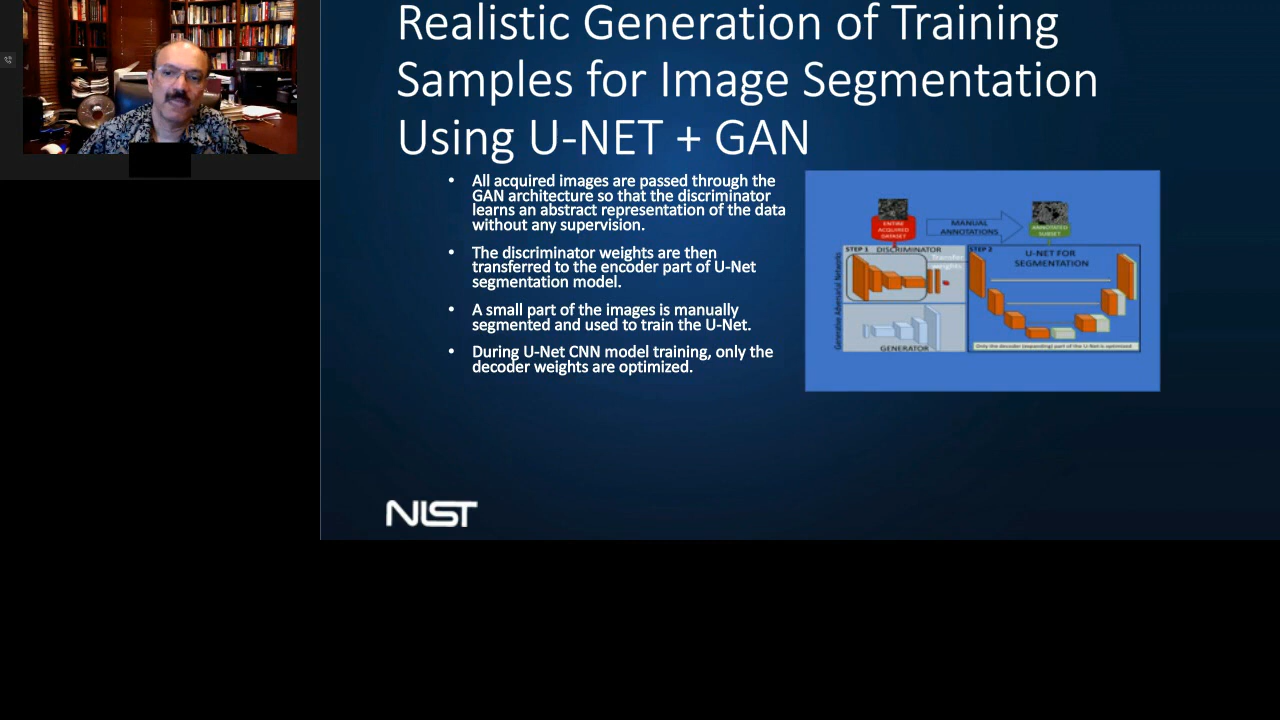 Realistic Generation of Training
Samples for Image Segmentation
Using U-NET + GAN
• All acquired images are passed through the
GAN architecture so that the discriminator
learns an abstract representation of the data
without any supervision.
• The discriminator weights are then
transferred to the encoder part of U-Net
segmentation model.
• A small part of the images is manually
segmented and used to train the U-Net.
• During U-Net CNN model training, only the
decoder weights are optimized.
ENTIRE
ACQUIRED
DATASET
MANUAL
ANNOTATIONS
ANNOTATED
SUBSET
STEP 1 DISCRIMINATOR
Transfer
weights
STEP 2
U-NET FOR
SEGMENTATION
Generative Adversarial Networks
GENERATOR
Only the decoder (expanding) part of the U-Net is optimized
NIST